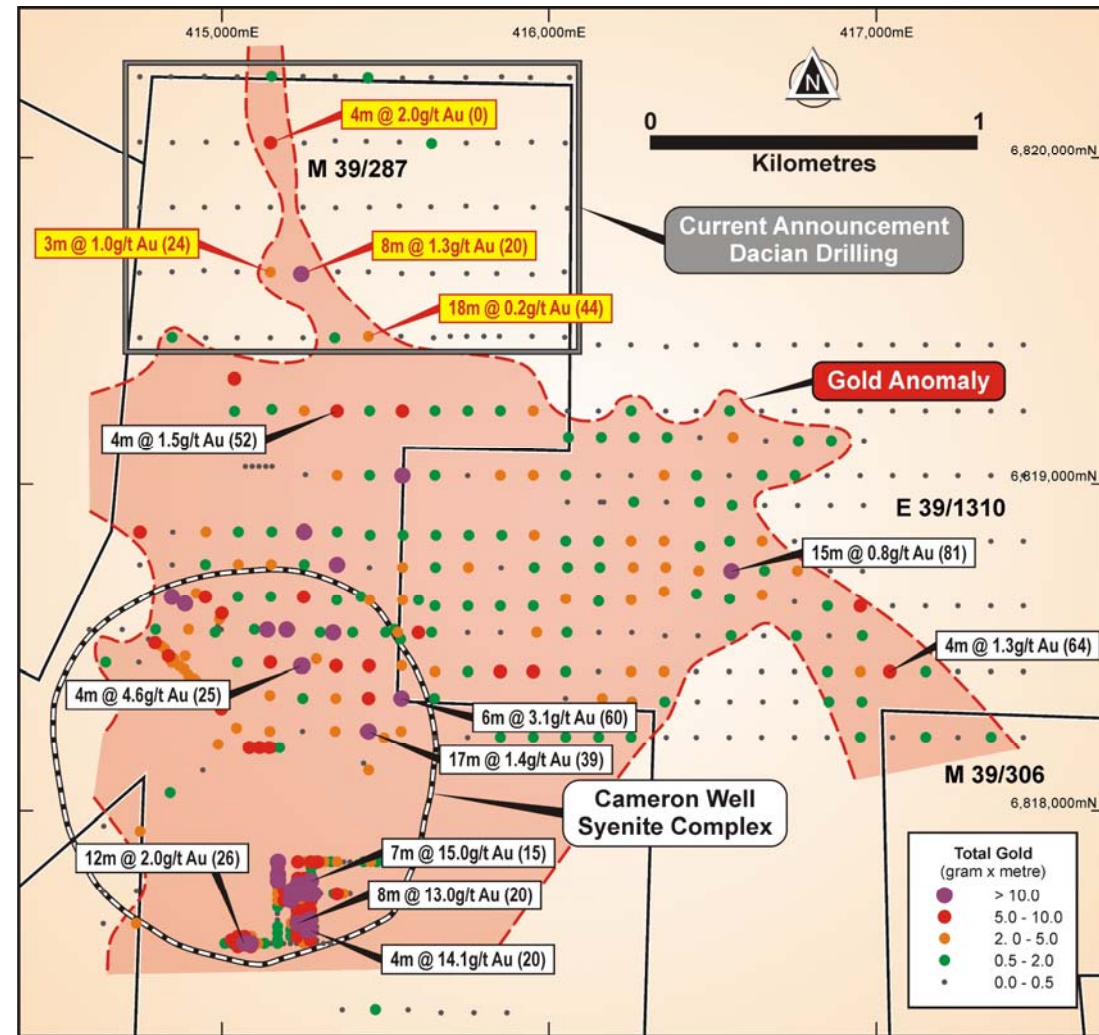 415,000mE
416,000mE
417,000mE
N
4m @ 2.0g/t Au (0)
0
1
Kilometres
6,820,000mN
M 39/287
Current Announcement
Dacian Drilling
3m @ 1.0g/t Au (24)
8m @ 1.3g/t Au (20)
18m @ 0.2g/t Au (44)
Gold Anomaly
4m @ 1.5g/t Au (52)
6,819,000mN
E 39/1310
15m @ 0.8g/t Au (81)
4m @ 1.3g/t Au (64)
4m @ 4.6g/t Au (25)
6m @ 3.1g/t Au (60)
17m @ 1.4g/t Au (39)
M 39/306
Cameron Well
Syenite Complex
6,818,000mN
12m @ 2.0g/t Au (26)
7m @ 15.0g/t Au (15)
8m @ 13.0g/t Au (20)
4m @ 14.1g/t Au (20)
Total Gold
(gram x metre)
> 10.0
5.0 - 10.0
2. 0 - 5.0
0.5 - 2.0
0.0 - 0.5